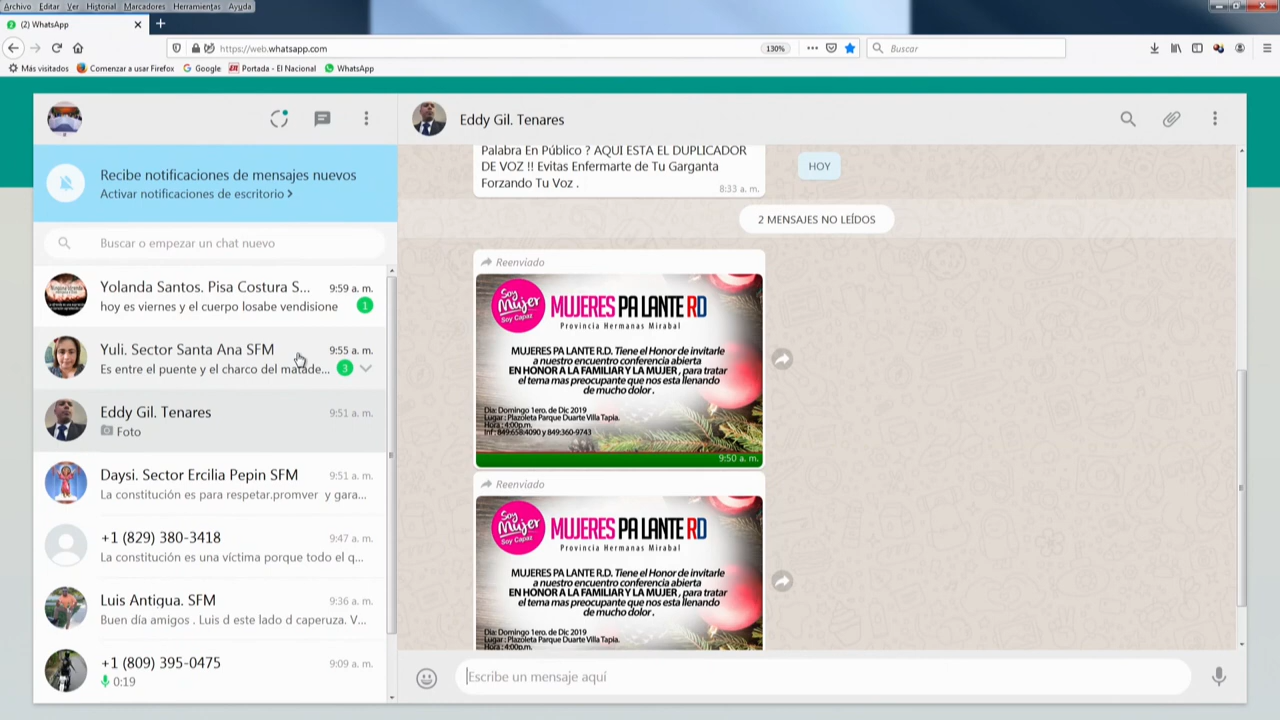 Archivo Editar Ver Historial Marcadores Herramientas Ayuda
(2) WhatsApp
https://web.whatsapp.com
130%
Buscar
Más visitados Comenzar a usar Firefox Google Portada - El Nacional WhatsApp
Recibe notificaciones de mensajes nuevos
Activar notificaciones de escritorio >
Buscar o empezar un chat nuevo
Yolanda Santos. Pisa Costura S... 9:59 a. m.
hoy es viernes y el cuerpo losabe vendisione 1
Yuli. Sector Santa Ana SFM 9:55 a. m.
Es entre el puente y el charco del matade... 3
Eddy Gil. Tenares 9:51 a. m.
Foto
Daysi. Sector Ercilia Pepin SFM 9:51 a. m.
La constitución es para respetar.promver y gara...
+1 (829) 380-3418 9:47 a. m.
La constitución es una víctima porque todo el q...
Luis Antigua. SFM 9:36 a. m.
Buen día amigos . Luis d este lado d caperuza. V...
+1 (809) 395-0475 9:09 a. m.
0:19
Eddy Gil. Tenares
Palabra En Público ? AQUI ESTA EL DUPLICADOR
DE VOZ !! Evitas Enfermarte de Tu Garganta
Forzando Tu Voz .
8:33 a. m.
HOY
2 MENSAJES NO LEÍDOS
Reenviado
Soy
Mujer
Soy Capaz
MUJERES PA LANTE RD
Provincia Hermanas Mirabal
MUJERES PA LANTE R.D. Tiene el Honor de invitarle
a nuestro encuentro conferencia abierta
EN HONOR A LA FAMILIAR Y LA MUJER, para tratar
el tema mas preocupante que nos esta llenando
de mucho dolor .
Dia: Domingo 1ero. de Dic 2019
Lugar : Plazoleta Parque Duarte Villa Tapia.
Hora : 4:00p.m.
Inf : 849:658:4090 y 849:360-9743
9:50 a. m.
Reenviado
Soy
Mujer
Soy Capaz
MUJERES PA LANTE RD
Provincia Hermanas Mirabal
MUJERES PA LANTE R.D. Tiene el Honor de invitarle
a nuestro encuentro conferencia abierta
EN HONOR A LA FAMILIAR Y LA MUJER, para tratar
el tema mas preocupante que nos esta llenando
de mucho dolor .
Dia: Domingo 1ero. de Dic 2019
Lugar : Plazoleta Parque Duarte Villa Tapia.
Hora : 4:00p.m.
Escribe un mensaje aquí